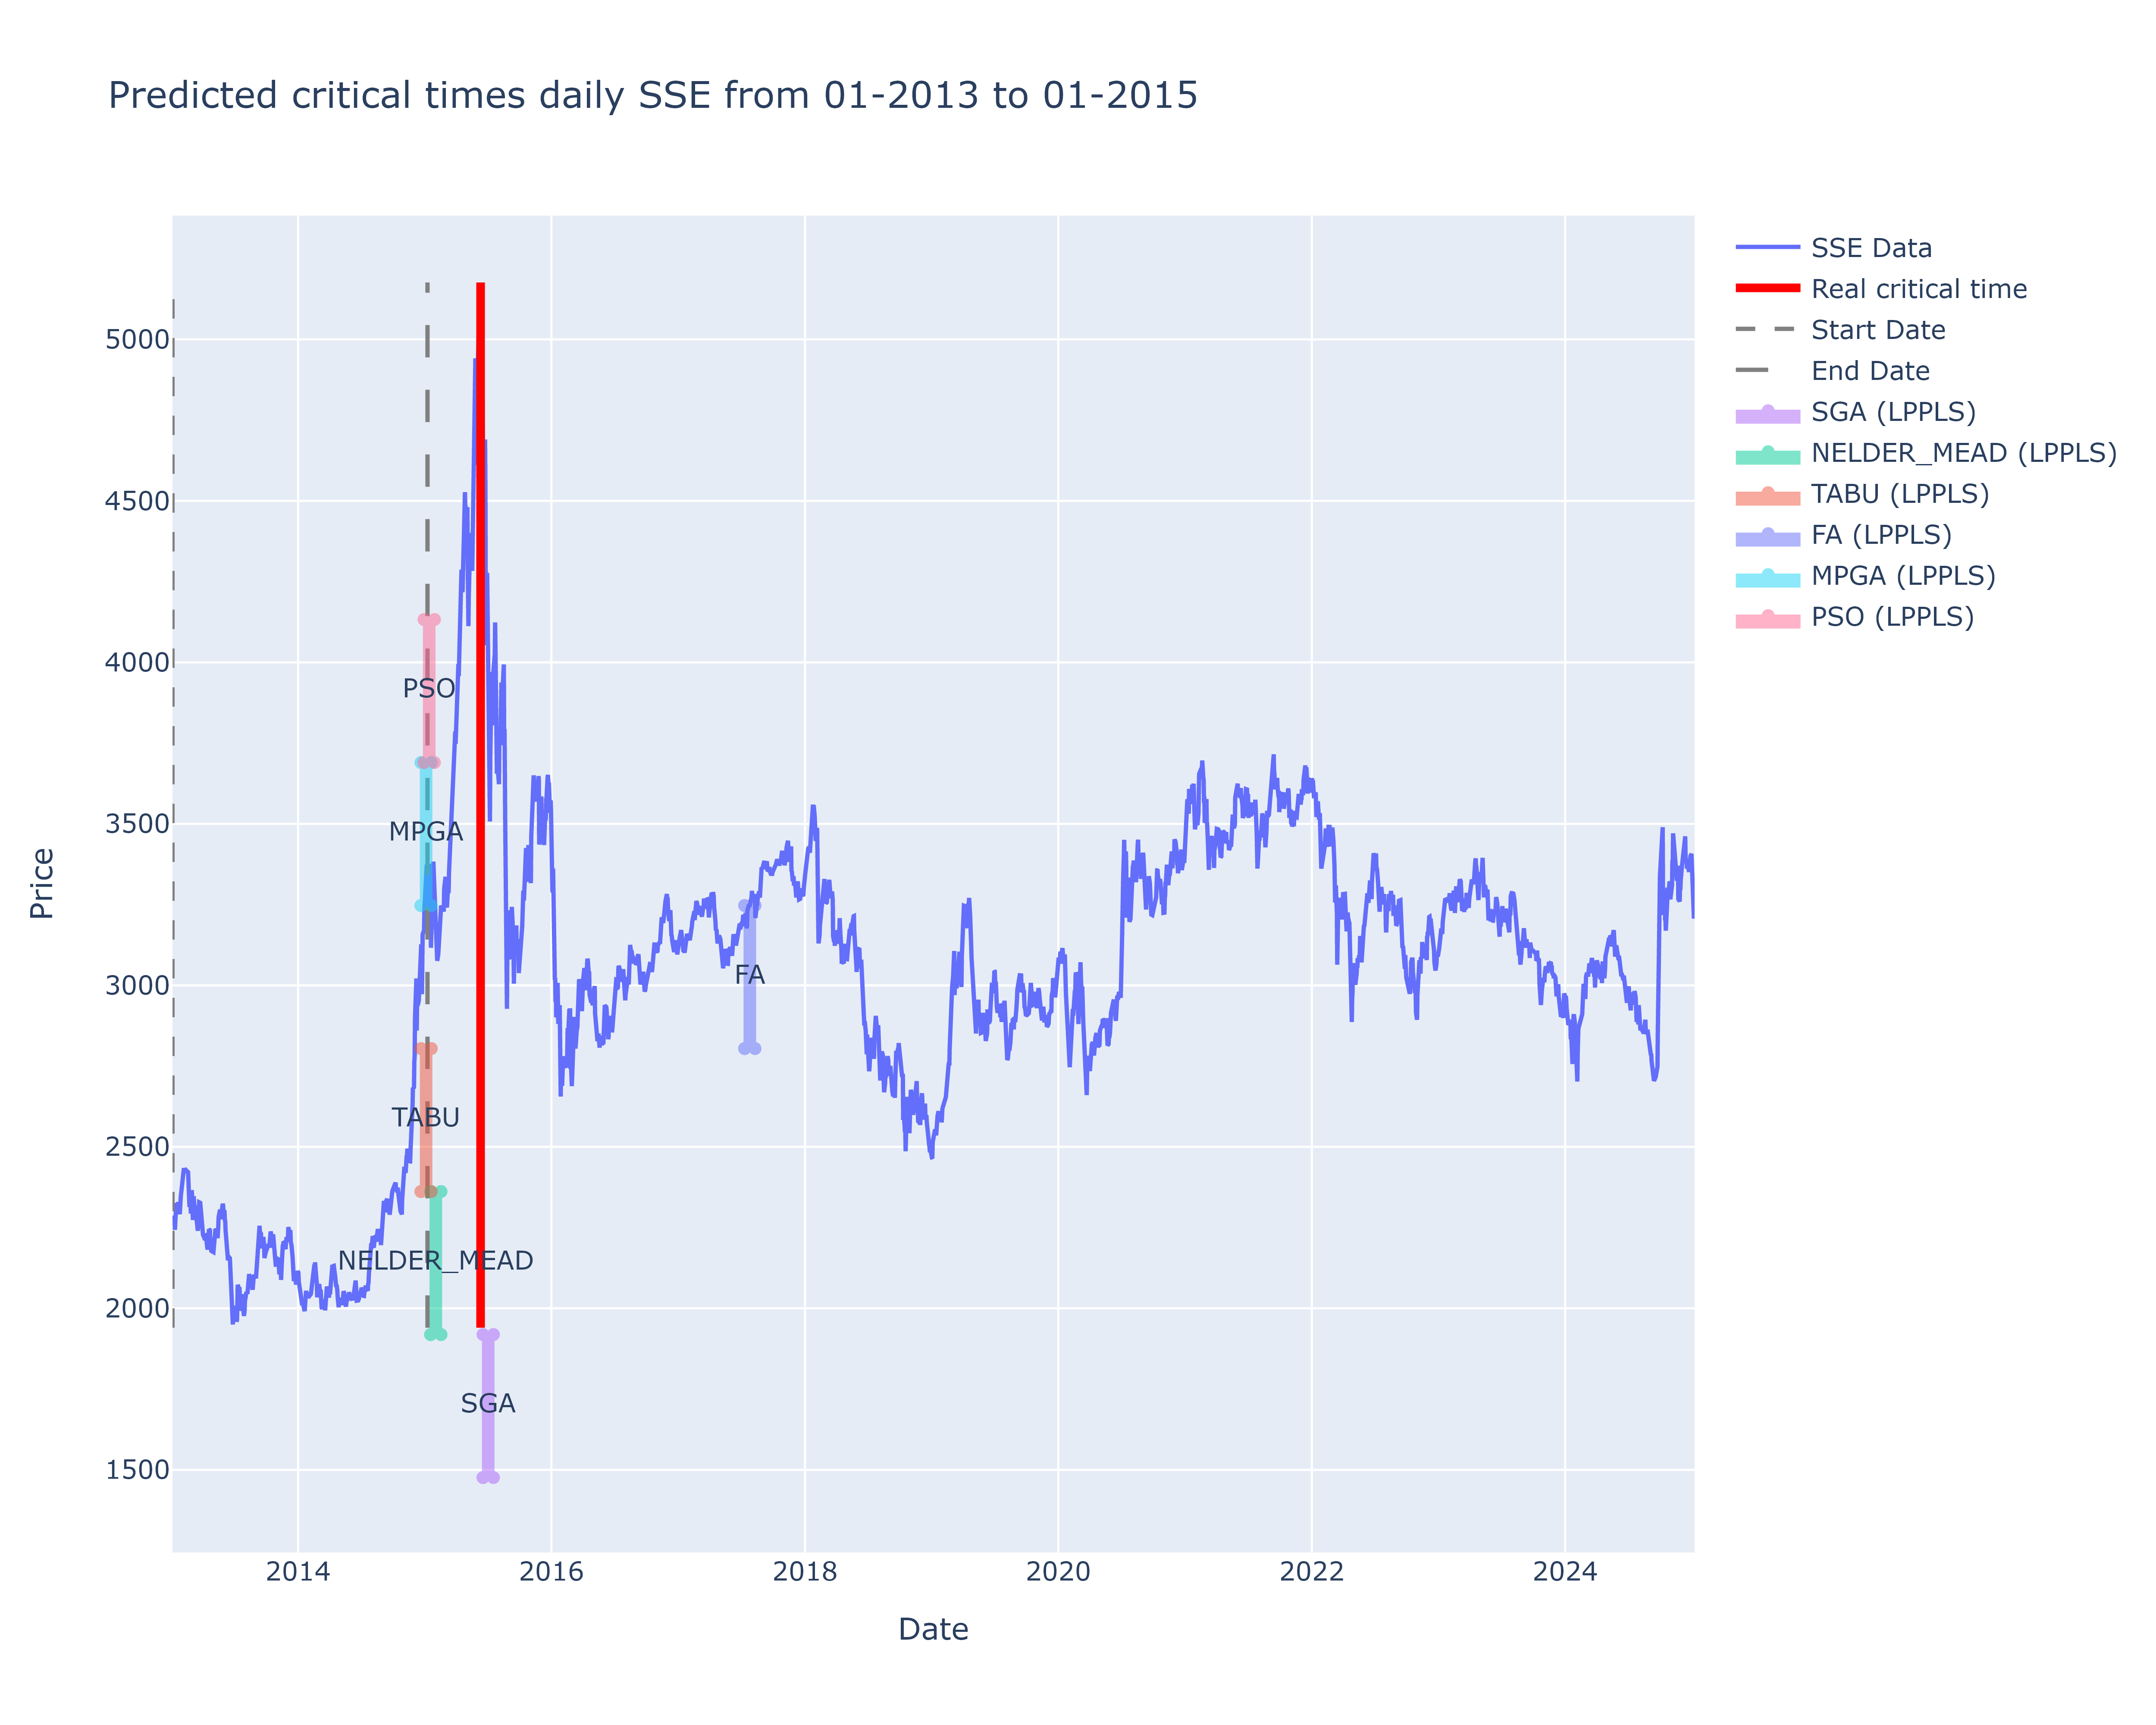 Predicted critical times daily SSE from 01-2013 to 01-2015
SSE Data
Real critical time
Start Date
End Date
SGA (LPPLS)
NELDER_MEAD (LPPLS)
TABU (LPPLS)
FA (LPPLS)
MPGA (LPPLS)
PSO (LPPLS)
5000
4500
4000
3500
3000
2500
2000
1500
Price
PSO
MPGA
FA
TABU
NELDER_MEAD
SGA
2014
2016
2018
2020
2022
2024
Date